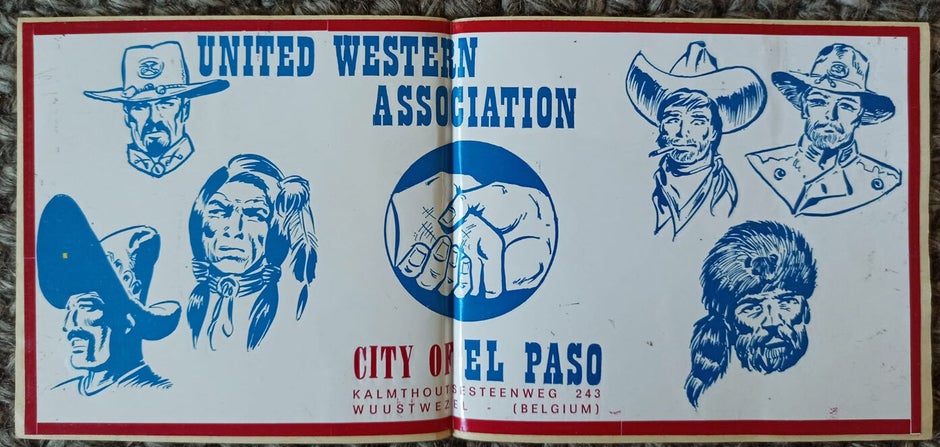 UNITED WESTERN
ASSOCIATION
CITY OF EL PASO
KALMTHOUTSESTEENWEG 243
WUUSTWEZEL (BELGIUM)